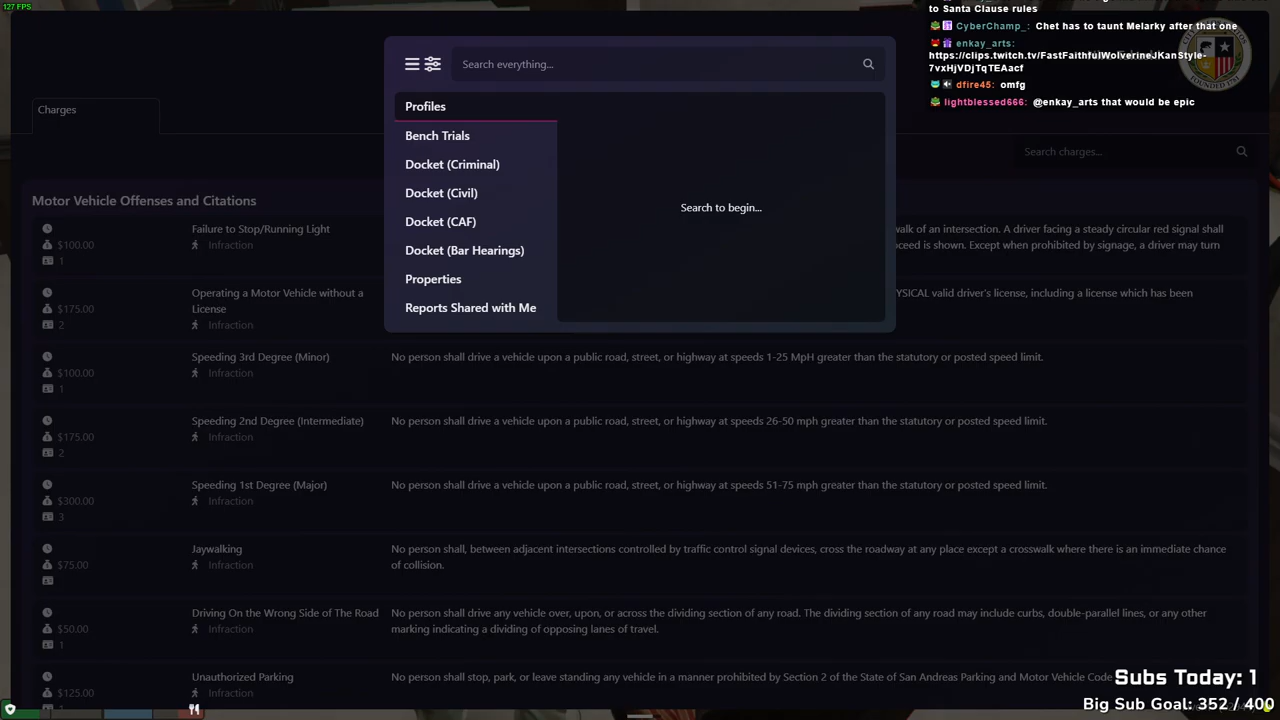 127 FPS
to Santa Clause rules
CyberChamp_: Chet has to taunt Melarky after that one
enkay_arts:
https://clips.twitch.tv/FastFaithfulWolverineJKanStyle-
7vxHjVDjTqTEAacf
dfire45: omfg
lightblessed666: @enkay_arts that would be epic
Search everything...
Charges
Profiles
Bench Trials
Docket (Criminal)
Docket (Civil)
Docket (CAF)
Docket (Bar Hearings)
Properties
Reports Shared with Me
Search to begin...
Search charges...
Motor Vehicle Offenses and Citations
Failure to Stop/Running Light
walk of an intersection. A driver facing a steady circular red signal shall
$100.00
Infraction
ceed is shown. Except when prohibited by signage, a driver may turn
1
Operating a Motor Vehicle without a
YSICAL valid driver's license, including a license which has been
$175.00
License
2
Infraction
Speeding 3rd Degree (Minor)
No person shall drive a vehicle upon a public road, street, or highway at speeds 1-25 MpH greater than the statutory or posted speed limit.
$100.00
Infraction
1
Speeding 2nd Degree (Intermediate)
No person shall drive a vehicle upon a public road, street, or highway at speeds 26-50 mph greater than the statutory or posted speed limit.
$175.00
Infraction
2
Speeding 1st Degree (Major)
No person shall drive a vehicle upon a public road, street, or highway at speeds 51-75 mph greater than the statutory or posted speed limit.
$300.00
Infraction
3
Jaywalking
No person shall, between adjacent intersections controlled by traffic control signal devices, cross the roadway at any place except a crosswalk where there is an immediate chance
of collision.
$75.00
Infraction
Driving On the Wrong Side of The Road
No person shall drive any vehicle over, upon, or across the dividing section of any road. The dividing section of any road may include curbs, double-parallel lines, or any other
marking indicating a dividing of opposing lanes of travel.
$50.00
Infraction
1
Unauthorized Parking
No person shall stop, park, or leave standing any vehicle in a manner prohibited by Section 2 of the State of San Andreas Parking and Motor Vehicle Code
$125.00
Infraction
Subs Today: 1
Big Sub Goal: 352 / 400